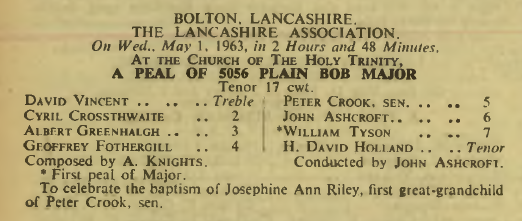 BOLTON, LANCASHIRE.
THE LANCASHIRE ASSOCIATION.
On Wed., May 1, 1963, in 2 Hours and 48 Minutes,
AT THE CHURCH OF THE HOLY TRINITY,
A PEAL OF 5056 PLAIN BOB MAJOR
Tenor 17 cwt.
DAVID VINCENT .. .. .. Treble PETER CROOK, SEN. .. .. 5
CYRIL CROSSTHWAITE .. 2 JOHN ASHCROFT.. .. .. 6
ALBERT GREENHALGH .. .. 3 *WILLIAM TYSON .. .. 7
GEOFFREY FOTHERGILL .. 4 H. DAVID HOLLAND .. .. Tenor
Composed by A. KNIGHTS. Conducted by JOHN ASHCROFT.
* First peal of Major.
To celebrate the baptism of Josephine Ann Riley, first great-grandchild
of Peter Crook, sen.